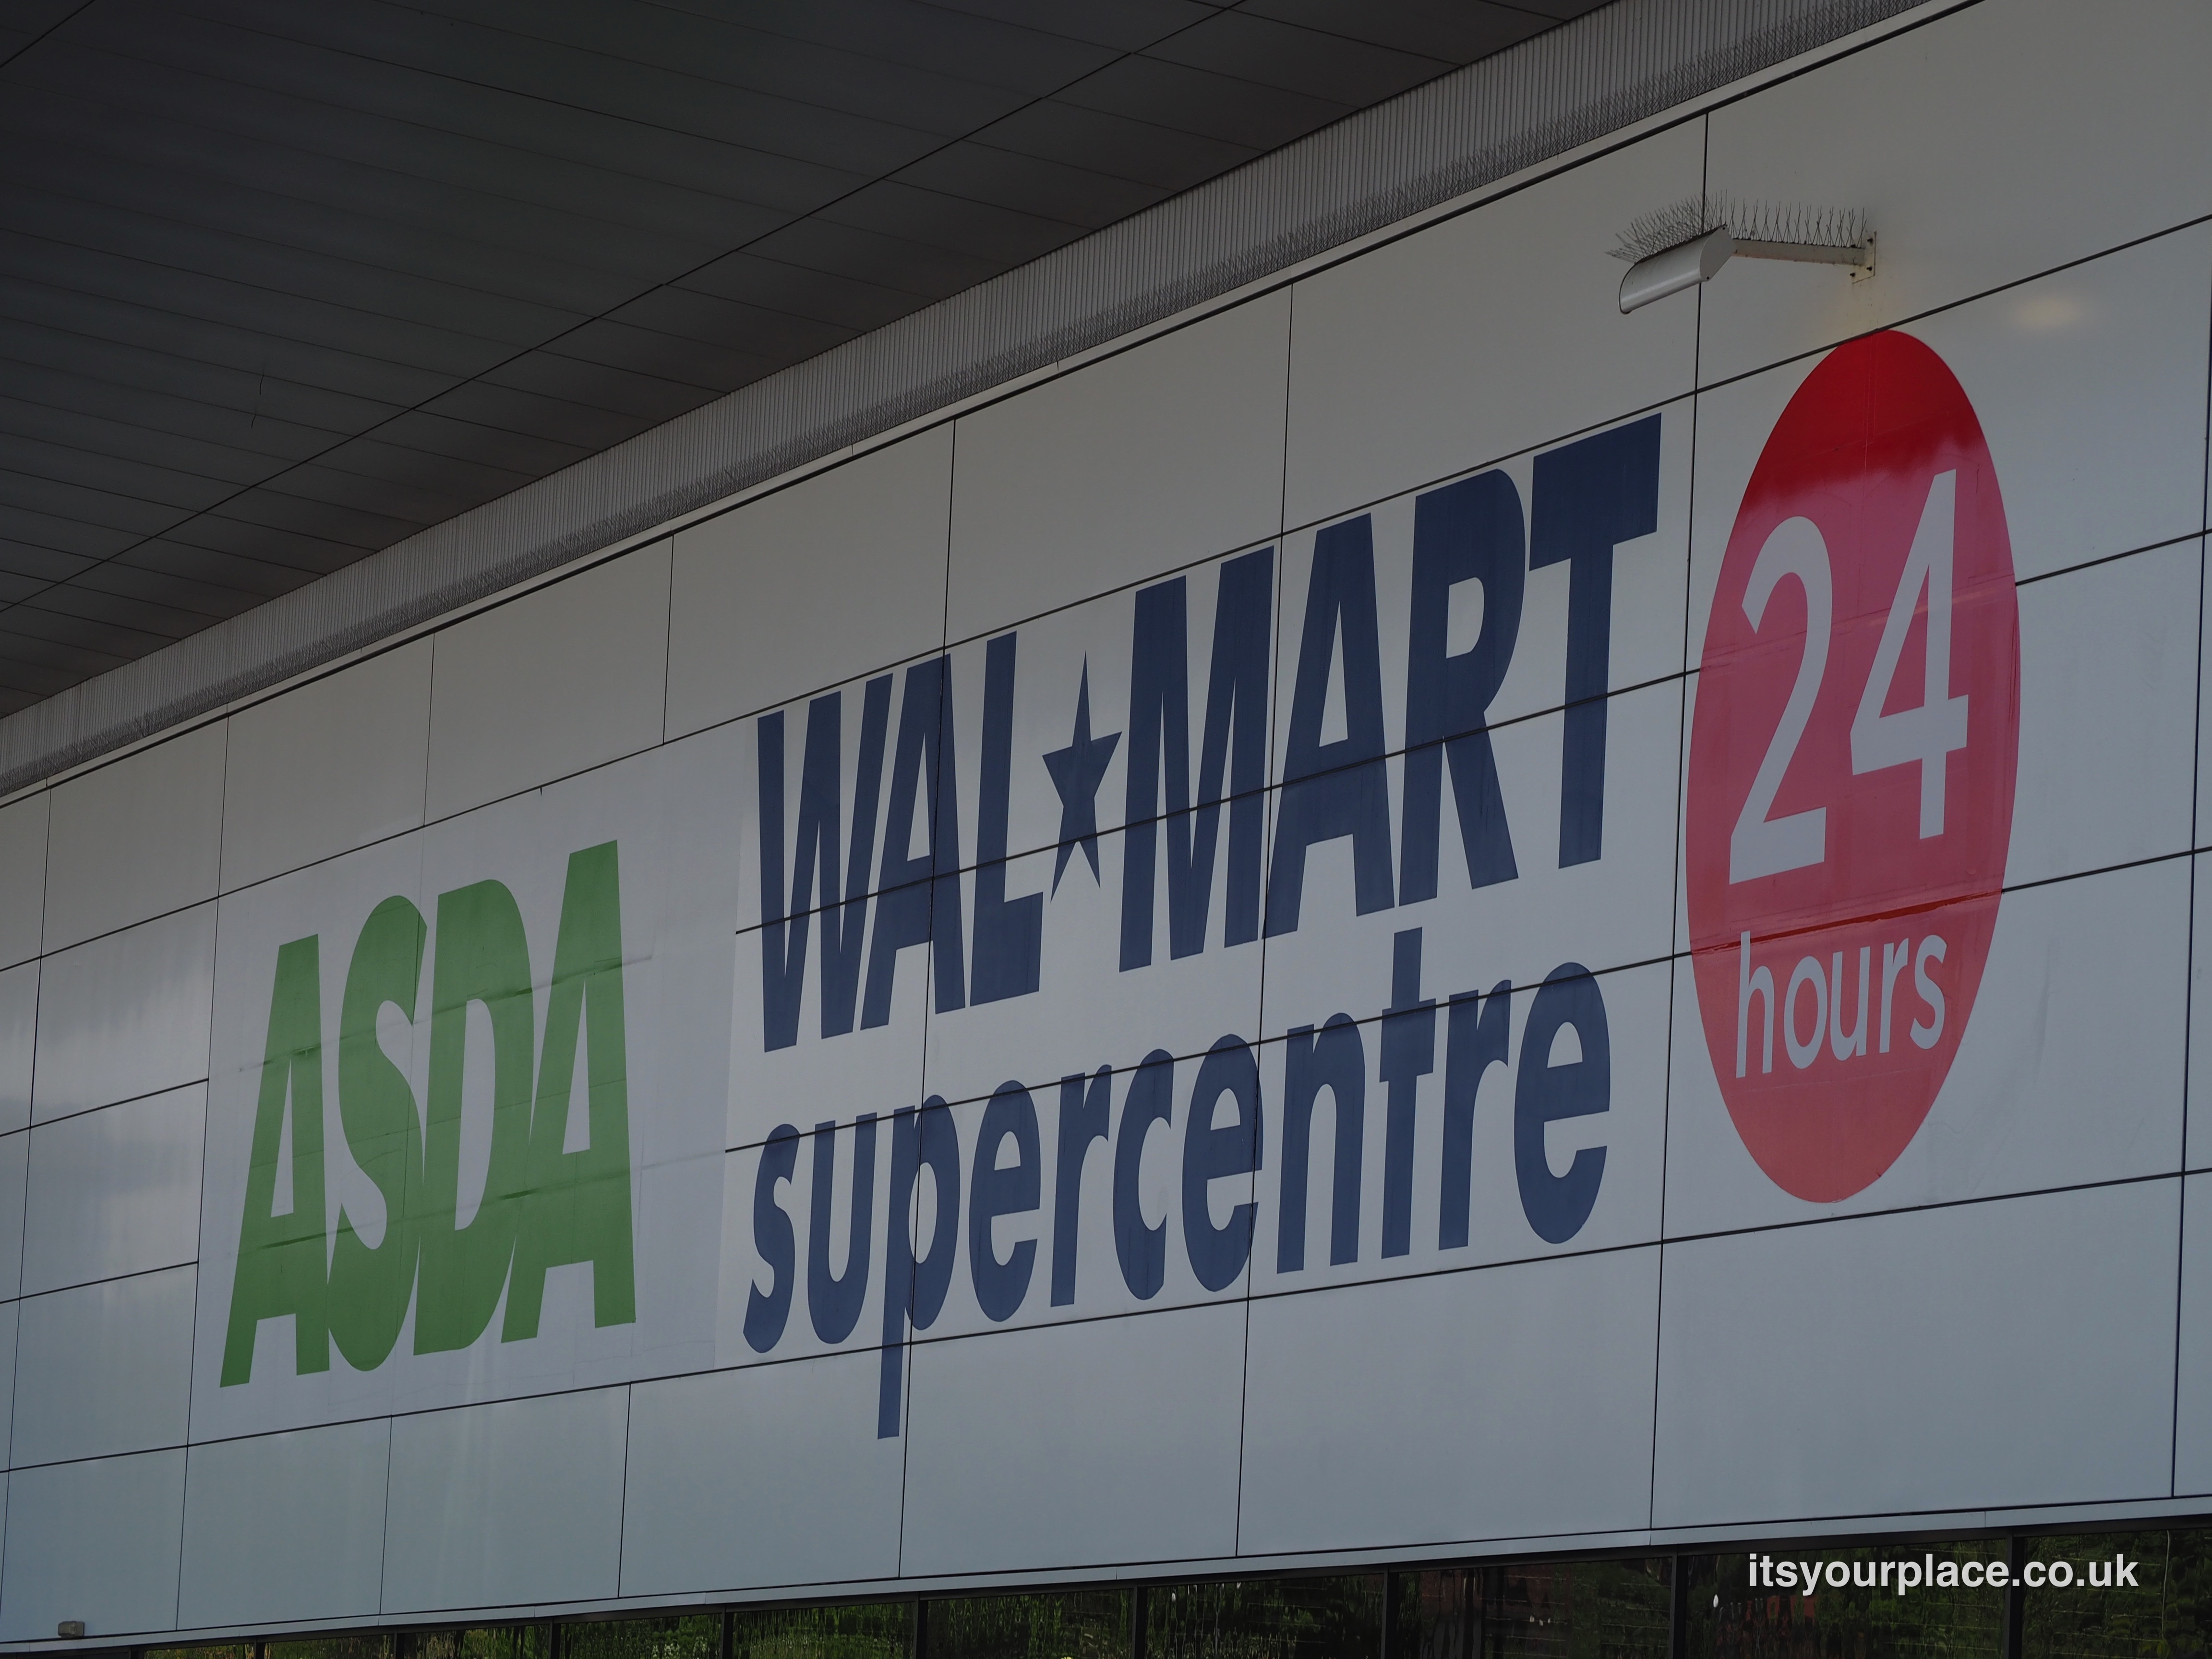 ASDA
WAL★MART
supercentre
24
hours
itsyourplace.co.uk